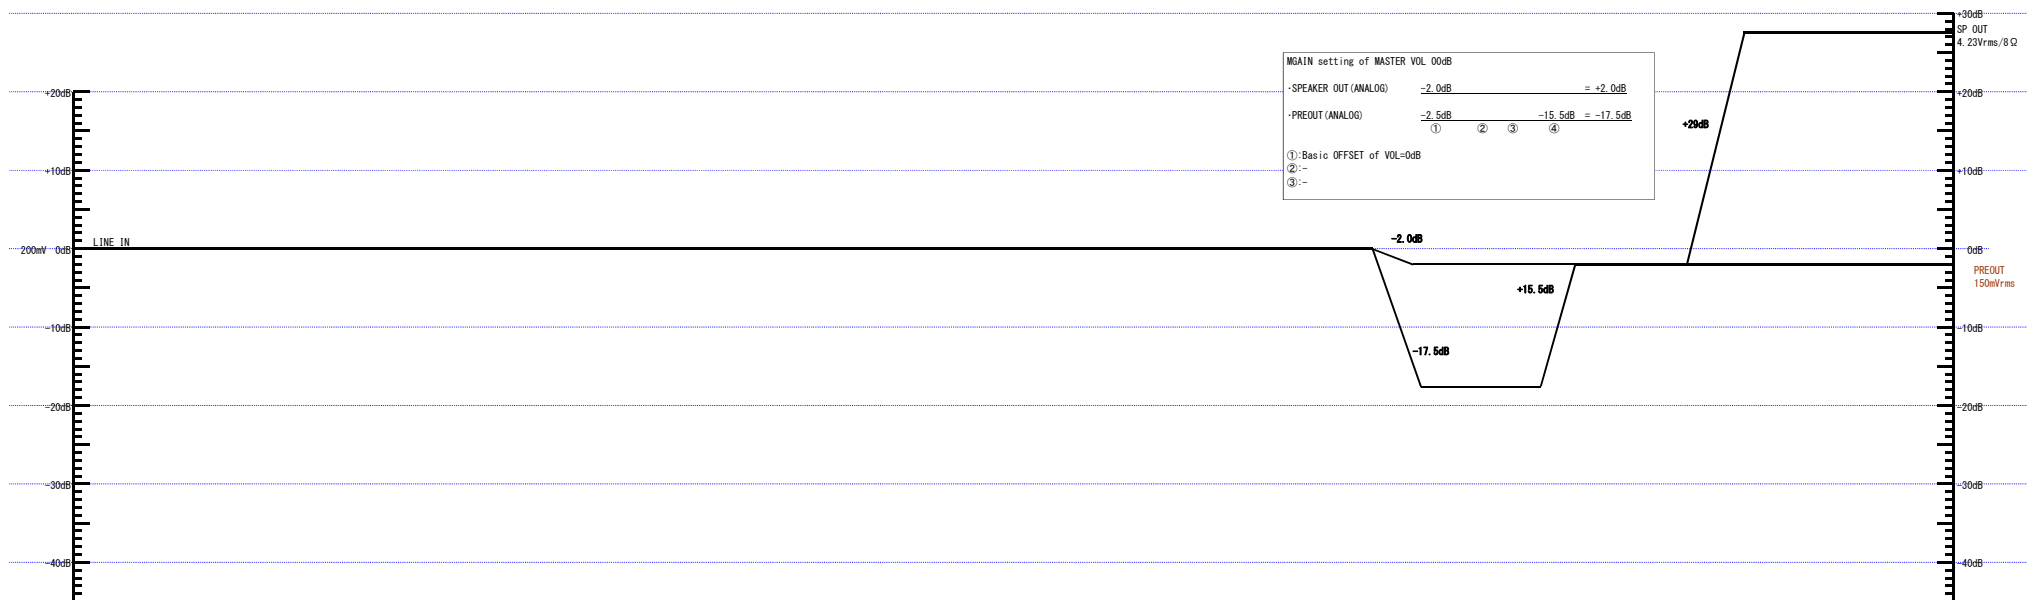 +30dB
SP OUT
4.23Vrms/8Ω
MGAIN setting of MASTER VOL 00dB
・SPEAKER OUT(ANALOG) -2.0dB = +2.0dB
・PREOUT(ANALOG) -2.5dB -15.5dB = -17.5dB
① ② ③ ④
①:Basic OFFSET of VOL=0dB
②:-
③:-
+20dB
+20dB
+29dB
+10dB
+10dB
LINE IN
-2.0dB
200mV 0dB
0dB
PREOUT
150mVrms
+15.5dB
-10dB
-10dB
-17.5dB
-20dB
-20dB
-30dB
-30dB
-40dB
-40dB